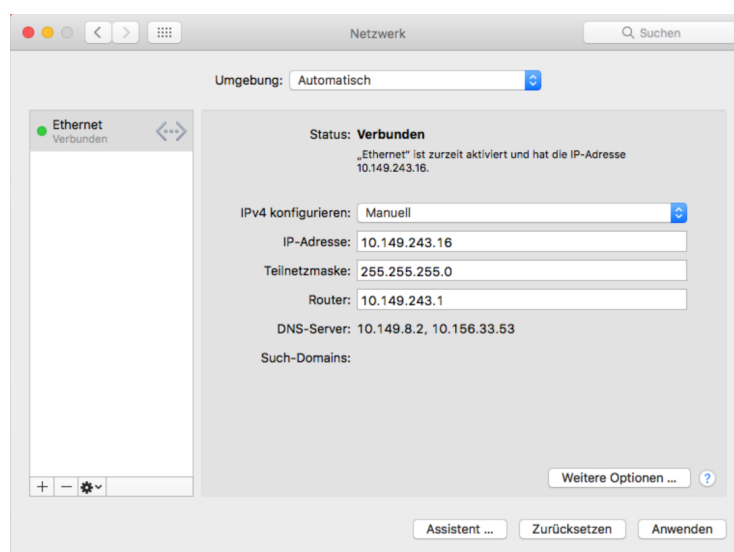 Netzwerk
Suchen
Umgebung: Automatisch
Ethernet
Verbunden
Status: Verbunden
„Ethernet" ist zurzeit aktiviert und hat die IP-Adresse
10.149.243.16.
IPv4 konfigurieren: Manuell
IP-Adresse: 10.149.243.16
Teilnetzmaske: 255.255.255.0
Router: 10.149.243.1
DNS-Server: 10.149.8.2, 10.156.33.53
Such-Domains:
Weitere Optionen ... ?
Assistent ... Zurücksetzen Anwenden